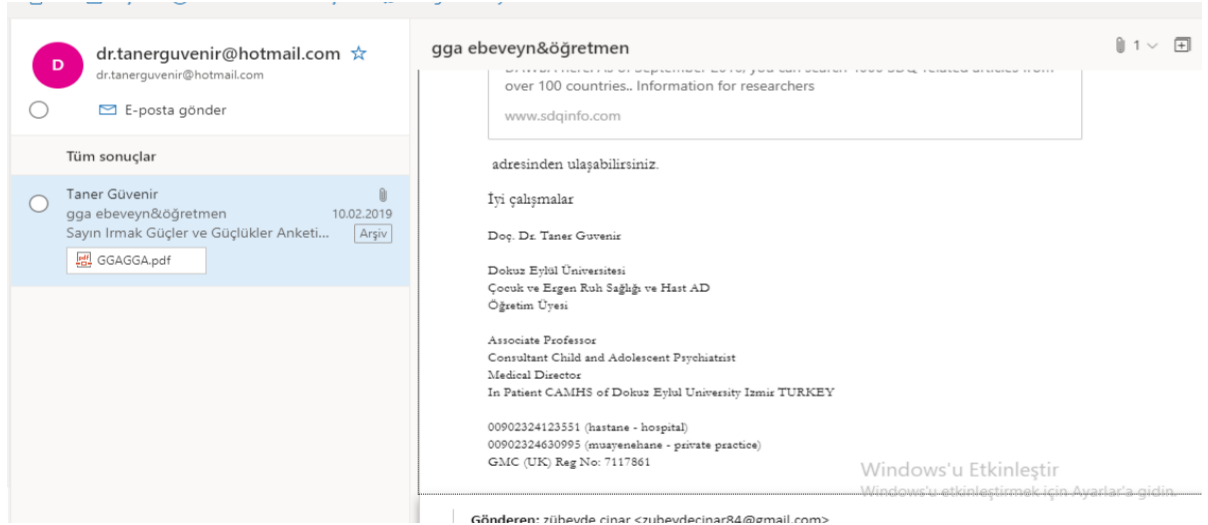 D
dr.tanerguvenir@hotmail.com
dr.tanerguvenir@hotmail.com
E-posta gönder
Tüm sonuçlar
Taner Güvenir
gga ebeveyn&öğretmen 10.02.2019
Sayın Irmak Güçler ve Güçlükler Anketi... Arşiv
GGAGGA.pdf
gga ebeveyn&öğretmen
1
over 100 countries.. Information for researchers
www.sdqinfo.com
adresinden ulaşabilirsiniz.
İyi çalışmalar
Doç. Dr. Taner Guvenir
Dokuz Eylül Üniversitesi
Çocuk ve Ergen Ruh Sağlığı ve Hast AD
Öğretim Üyesi
Associate Professor
Consultant Child and Adolescent Psychiatrist
Medical Director
In Patient CAMHS of Dokuz Eylul University Izmir TURKEY
00902324123551 (hastane - hospital)
00902324630995 (muayenehane - private practice)
GMC (UK) Reg No: 7117861
Windows'u Etkinleştir
Windows'u etkinleştirmek için Ayarlar'a gidin.
Gönderen: zübeyde çinar <zubeydecinar84@gmail.com>